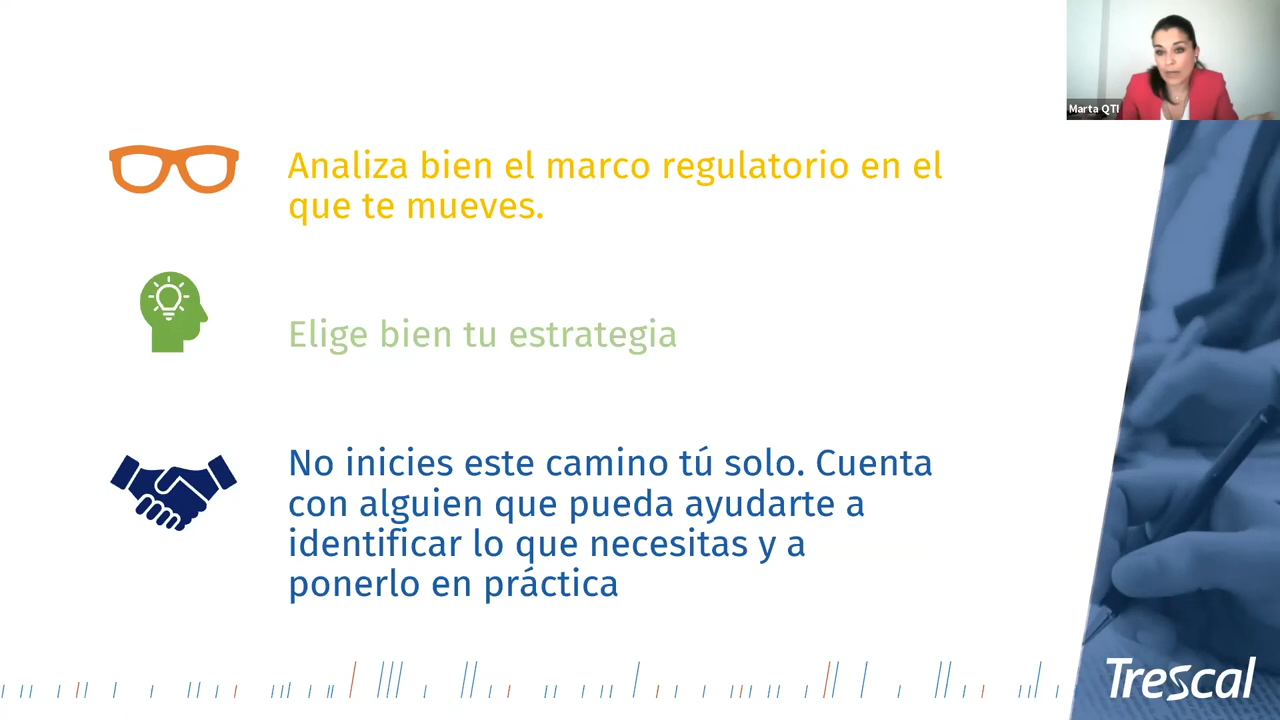 Marta QTI
Analiza bien el marco regulatorio en el
que te mueves.
Elige bien tu estrategia
No inicies este camino tú solo. Cuenta
con alguien que pueda ayudarte a
identificar lo que necesitas y a
ponerlo en práctica
Trescal